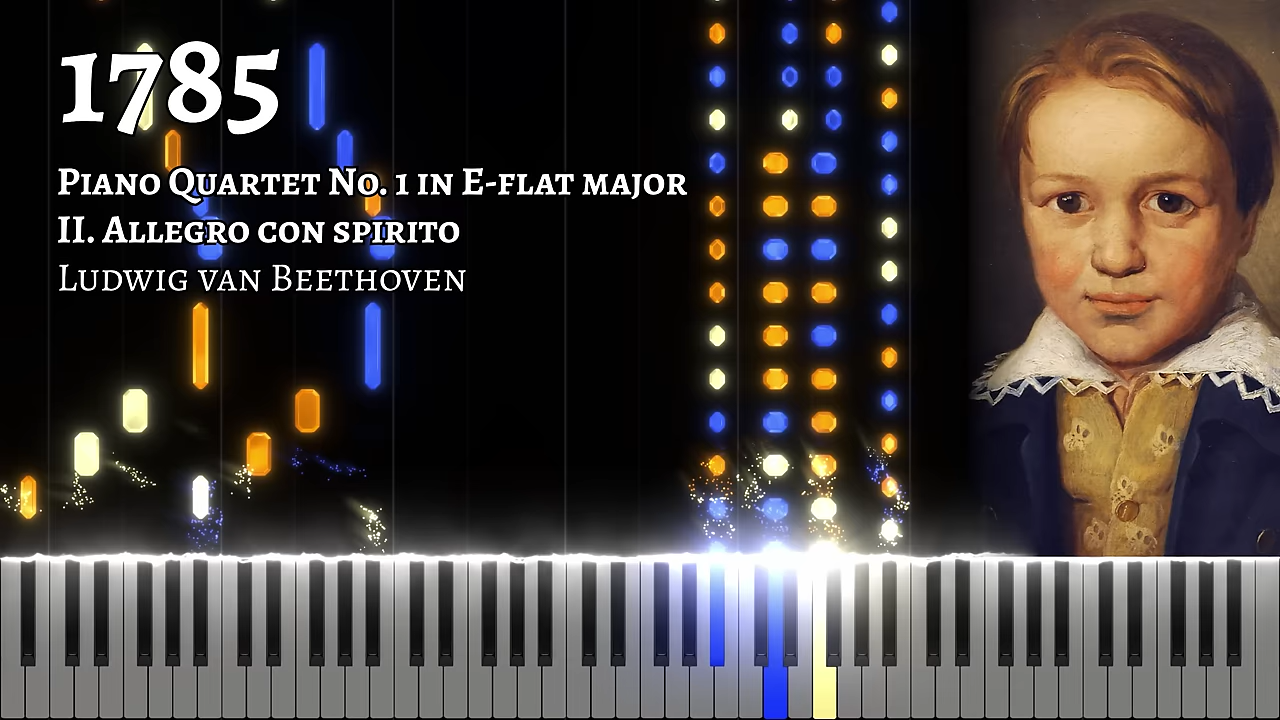 1785
Piano Quartet No. 1 in E-flat major
II. Allegro con spirito
Ludwig van Beethoven